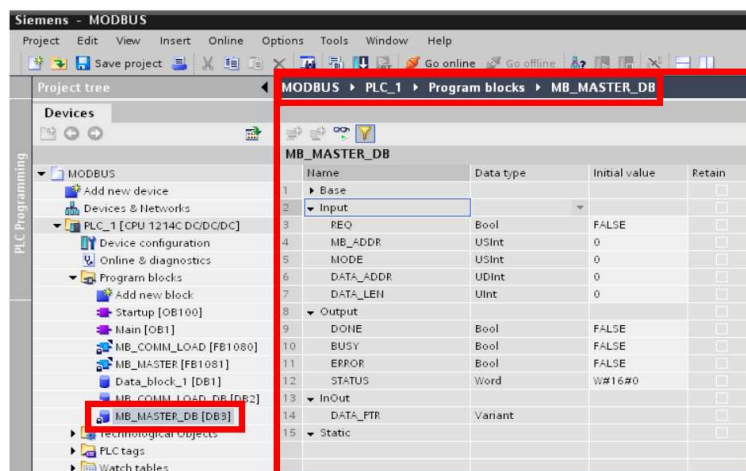 Siemens - MODBUS
Project Edit View Insert Online Options Tools Window Help
Save project Go online Go offline
Project tree
MODBUS PLC_1 Program blocks MB_MASTER_DB
Devices
PLC Programming
MODBUS
Add new device
Devices & Networks
PLC_1 [CPU 1214C DC/DC/DC]
Device configuration
Online & diagnostics
Program blocks
Add new block
Startup [OB100]
Main [OB1]
MB_COMM_LOAD [FB1080]
MB_MASTER [FB1081]
Data_block_1 [DB1]
MB_COMM_LOAD_DB [DB2]
MB_MASTER_DB [DB3]
Technological Objects
PLC tags
Watch tables
MB_MASTER_DB
Name Data type Initial value Retain
1 Base
2 Input
3 REQ Bool FALSE
4 MB_ADDR USInt 0
5 MODE USInt 0
6 DATA_ADDR UDInt 0
7 DATA_LEN UInt 0
8 Output
9 DONE Bool FALSE
10 BUSY Bool FALSE
11 ERROR Bool FALSE
12 STATUS Word W#16#0
13 InOut
14 DATA_PTR Variant
15 Static